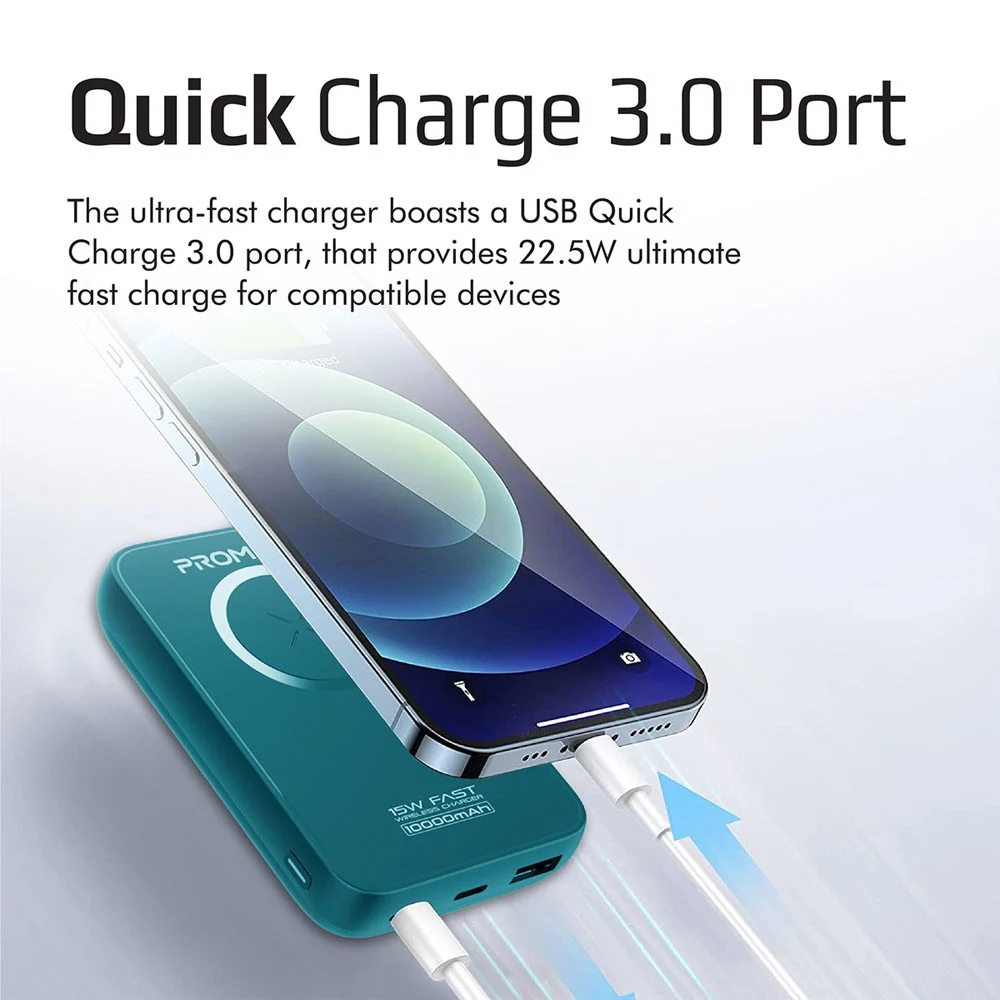 Quick Charge 3.0 Port
The ultra-fast charger boasts a USB Quick
Charge 3.0 port, that provides 22.5W ultimate
fast charge for compatible devices
PROM
15W FAST
WIRELESS CHARGER
10000mAh